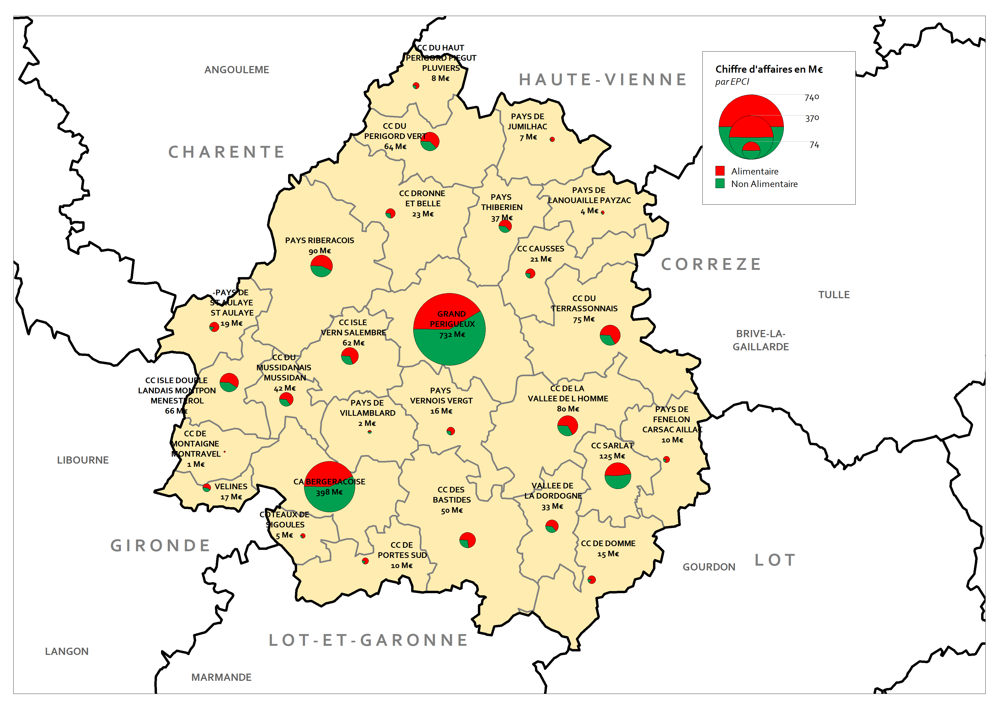 CC DU HAUT
PERIGORD PIEGUT
PLUVIERS
8 M€
ANGOULEME
HAUTE-VIENNE
Chiffre d'affaires en M€
par EPCI
740
370
74
Alimentaire
Non Alimentaire
PAYS DE
JUMILHAC
7 M€
CC DU
PERIGORD VERT
64 M€
CHARENTE
CC DRONNE
ET BELLE
23 M€
PAYS
THIBERIEN
37 M€
PAYS DE
LANOUAILLE PAYZAC
4 M€
PAYS RIBERACOIS
90 M€
CC CAUSSES
21 M€
CORREZE
TULLE
-PAYS DE
ST AULAYE
ST AULAYE
19 M€
CC ISLE
VERN SALEMBRE
62 M€
GRAND
PERIGUEUX
732 M€
CC DU
TERRASSONNAIS
75 M€
BRIVE-LA-
GAILLARDE
CC DU
MUSSIDANAIS
MUSSIDAN
42 M€
CC ISLE DOUBLE
LANDAIS MONTPON
MENESTEROL
66 M€
PAYS DE
VILLAMBLARD
2 M€
PAYS
VERNOIS VERGT
16 M€
CC DE LA
VALLEE DE L HOMME
80 M€
PAYS DE
FENELON
CARSAC AILLAC
10 M€
CC DE
MONTAIGNE
MONTRAVEL
1 M€
LIBOURNE
CC SARLAT
125 M€
VELINES
17 M€
CA BERGERACOISE
398 M€
CC DES
BASTIDES
50 M€
VALLEE DE
LA DORDOGNE
33 M€
COTEAUX DE
SIGOULES
5 M€
GIRONDE
CC DE
PORTES SUD
10 M€
CC DE DOMME
15 M€
GOURDON
LOT
LOT-ET-GARONNE
LANGON
MARMANDE